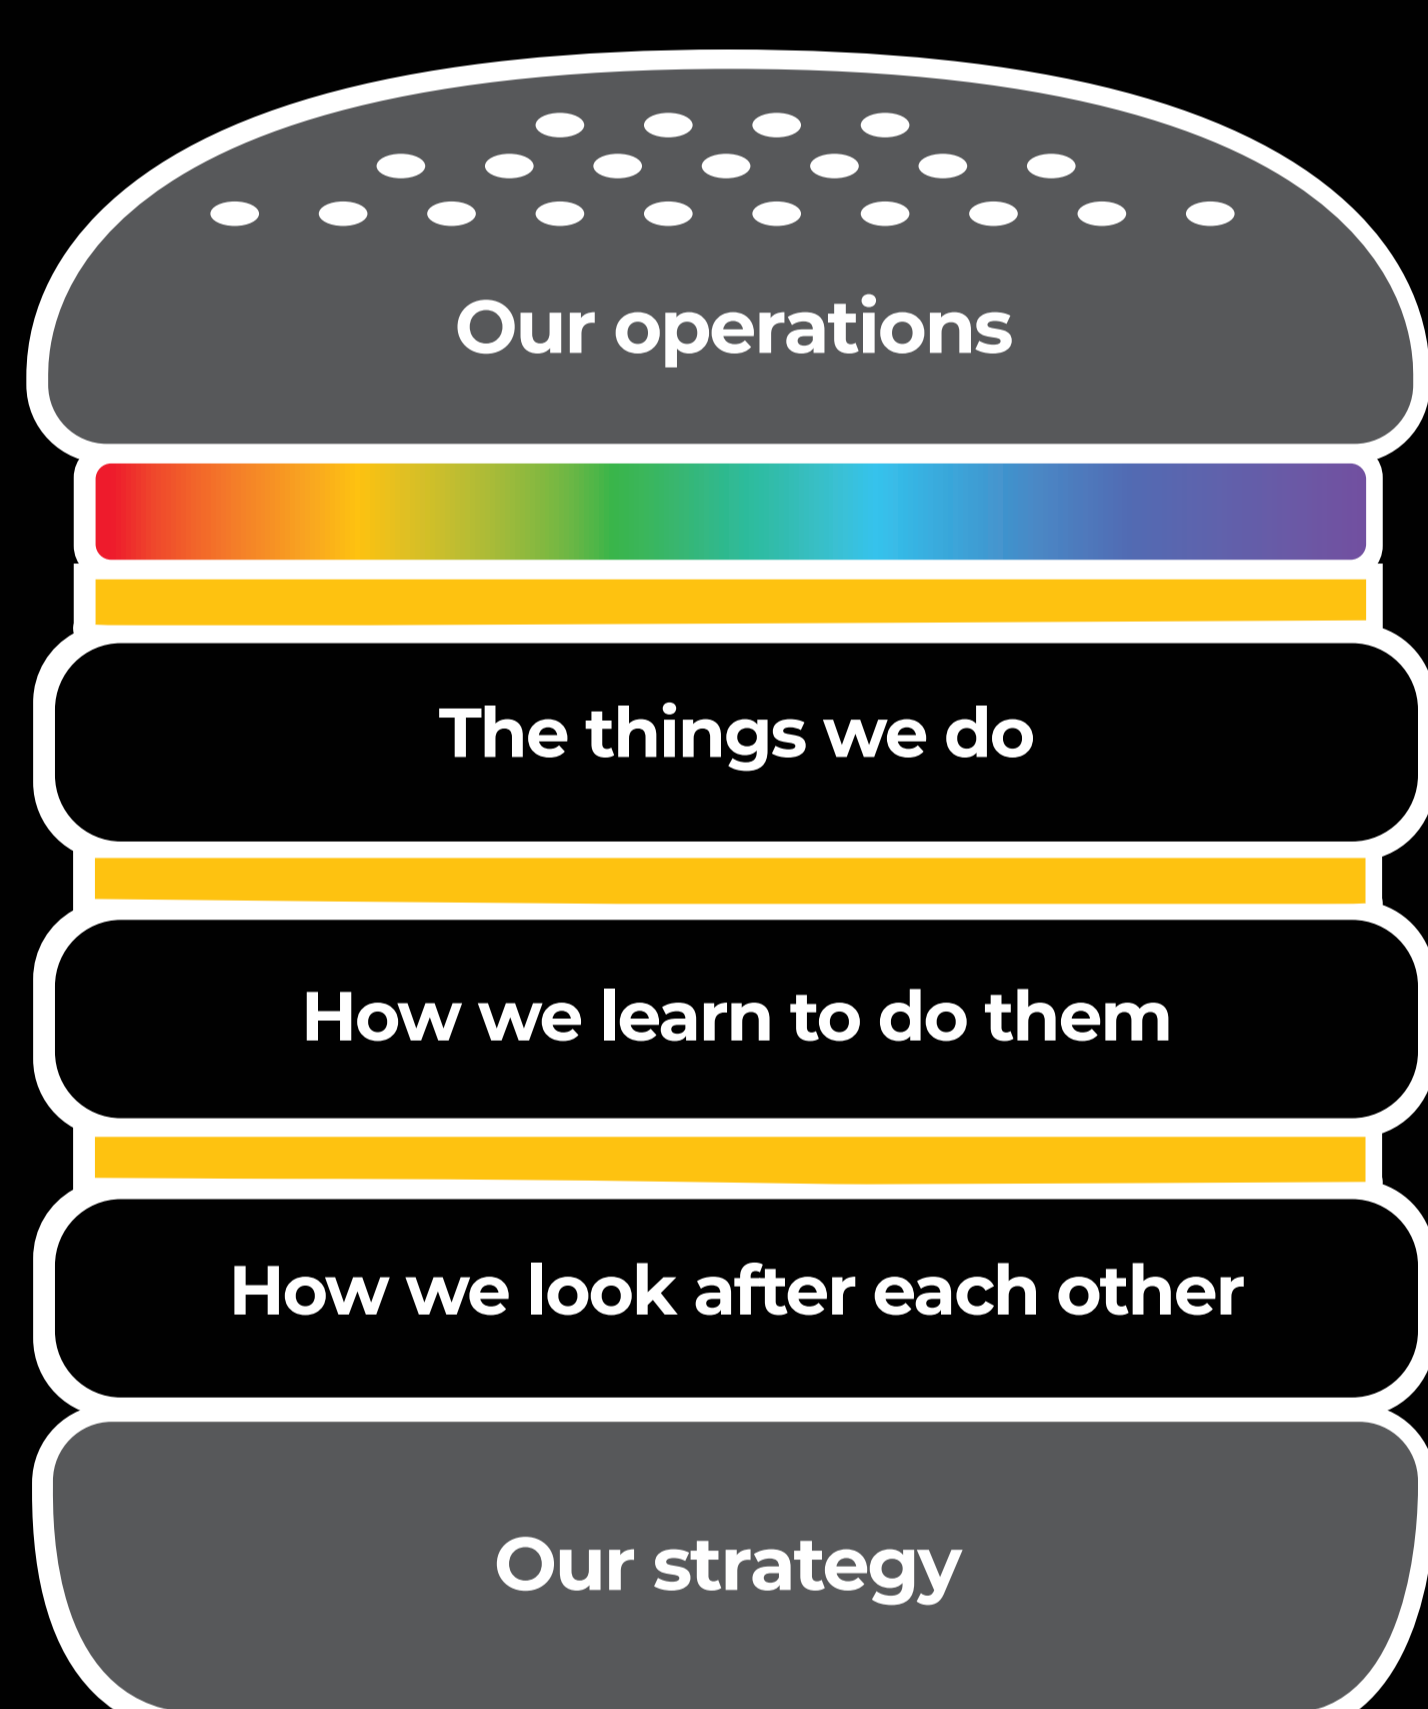 Our operations
The things we do
How we learn to do them
How we look after each other
Our strategy